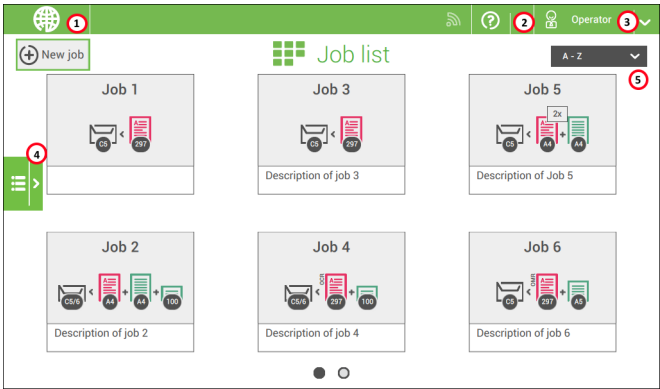 1
?
2
Operator
3
New job
Job list
A - Z
5
Job 1
C5
A
297
Job 3
C5
A
297
Description of job 3
Job 5
2x
C5
A
A4
+
A4
Description of Job 5
4
Job 2
C5/6
A
A4
+
A4
+
100
Description of job 2
Job 4
C5/6
OCR
A
297
+
100
Description of job 4
Job 6
C5
OMR
A
297
+
A5
Description of job 6